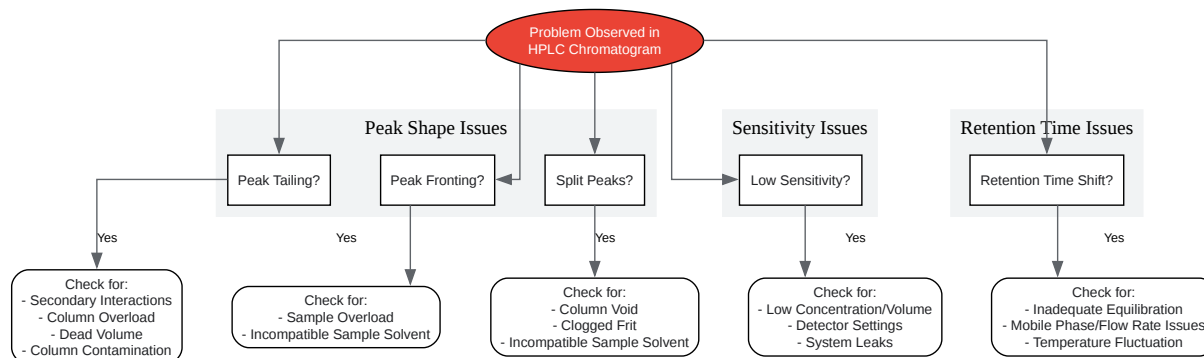 Problem Observed in
HPLC Chromatogram
Peak Shape Issues
Sensitivity Issues
Retention Time Issues
Peak Tailing?
Peak Fronting?
Split Peaks?
Low Sensitivity?
Retention Time Shift?
Yes
Yes
Yes
Yes
Yes
Check for:
- Secondary Interactions
- Column Overload
- Dead Volume
- Column Contamination
Check for:
- Sample Overload
- Incompatible Sample Solvent
Check for:
- Column Void
- Clogged Frit
- Incompatible Sample Solvent
Check for:
- Low Concentration/Volume
- Detector Settings
- System Leaks
Check for:
- Inadequate Equilibration
- Mobile Phase/Flow Rate Issues
- Temperature Fluctuation